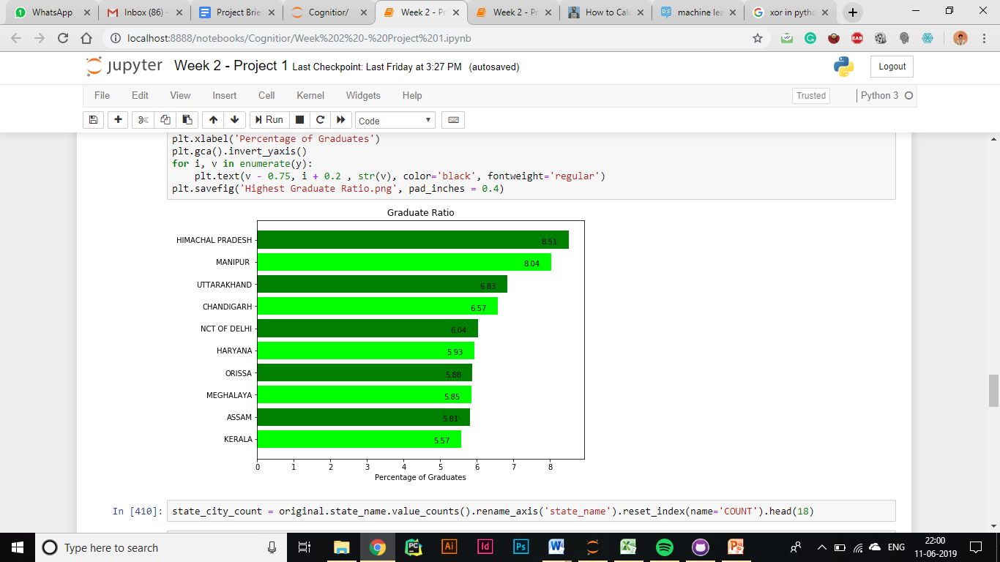 WhatsApp
Inbox (86) -
Project Brie
Cognitior/
Week 2 - Pr
Week 2 - Pr
How to Calc
machine lea
xor in pytho
localhost:8888/notebooks/Cognitior/Week%202%20-%20Project%201.ipynb
jupyter Week 2 - Project 1 Last Checkpoint: Last Friday at 3:27 PM (autosaved)
Logout
File Edit View Insert Cell Kernel Widgets Help
Trusted
Python 3
Run
Code
plt.xlabel('Percentage of Graduates')
plt.gca().invert_yaxis()
for i, v in enumerate(y):
    plt.text(v - 0.75, i + 0.2 , str(v), color='black', fontweight='regular')
plt.savefig('Highest Graduate Ratio.png', pad_inches = 0.4)
Graduate Ratio
HIMACHAL PRADESH 8.51
MANIPUR 8.04
UTTARAKHAND 6.83
CHANDIGARH 6.57
NCT OF DELHI 6.04
HARYANA 5.93
ORISSA 5.88
MEGHALAYA 5.85
ASSAM 5.81
KERALA 5.57
0 1 2 3 4 5 6 7 8
Percentage of Graduates
In [410]: state_city_count = original.state_name.value_counts().rename_axis('state_name').reset_index(name='COUNT').head(18)
Type here to search
PC
Ai
Id
Ps
ENG
22:00
11-06-2019